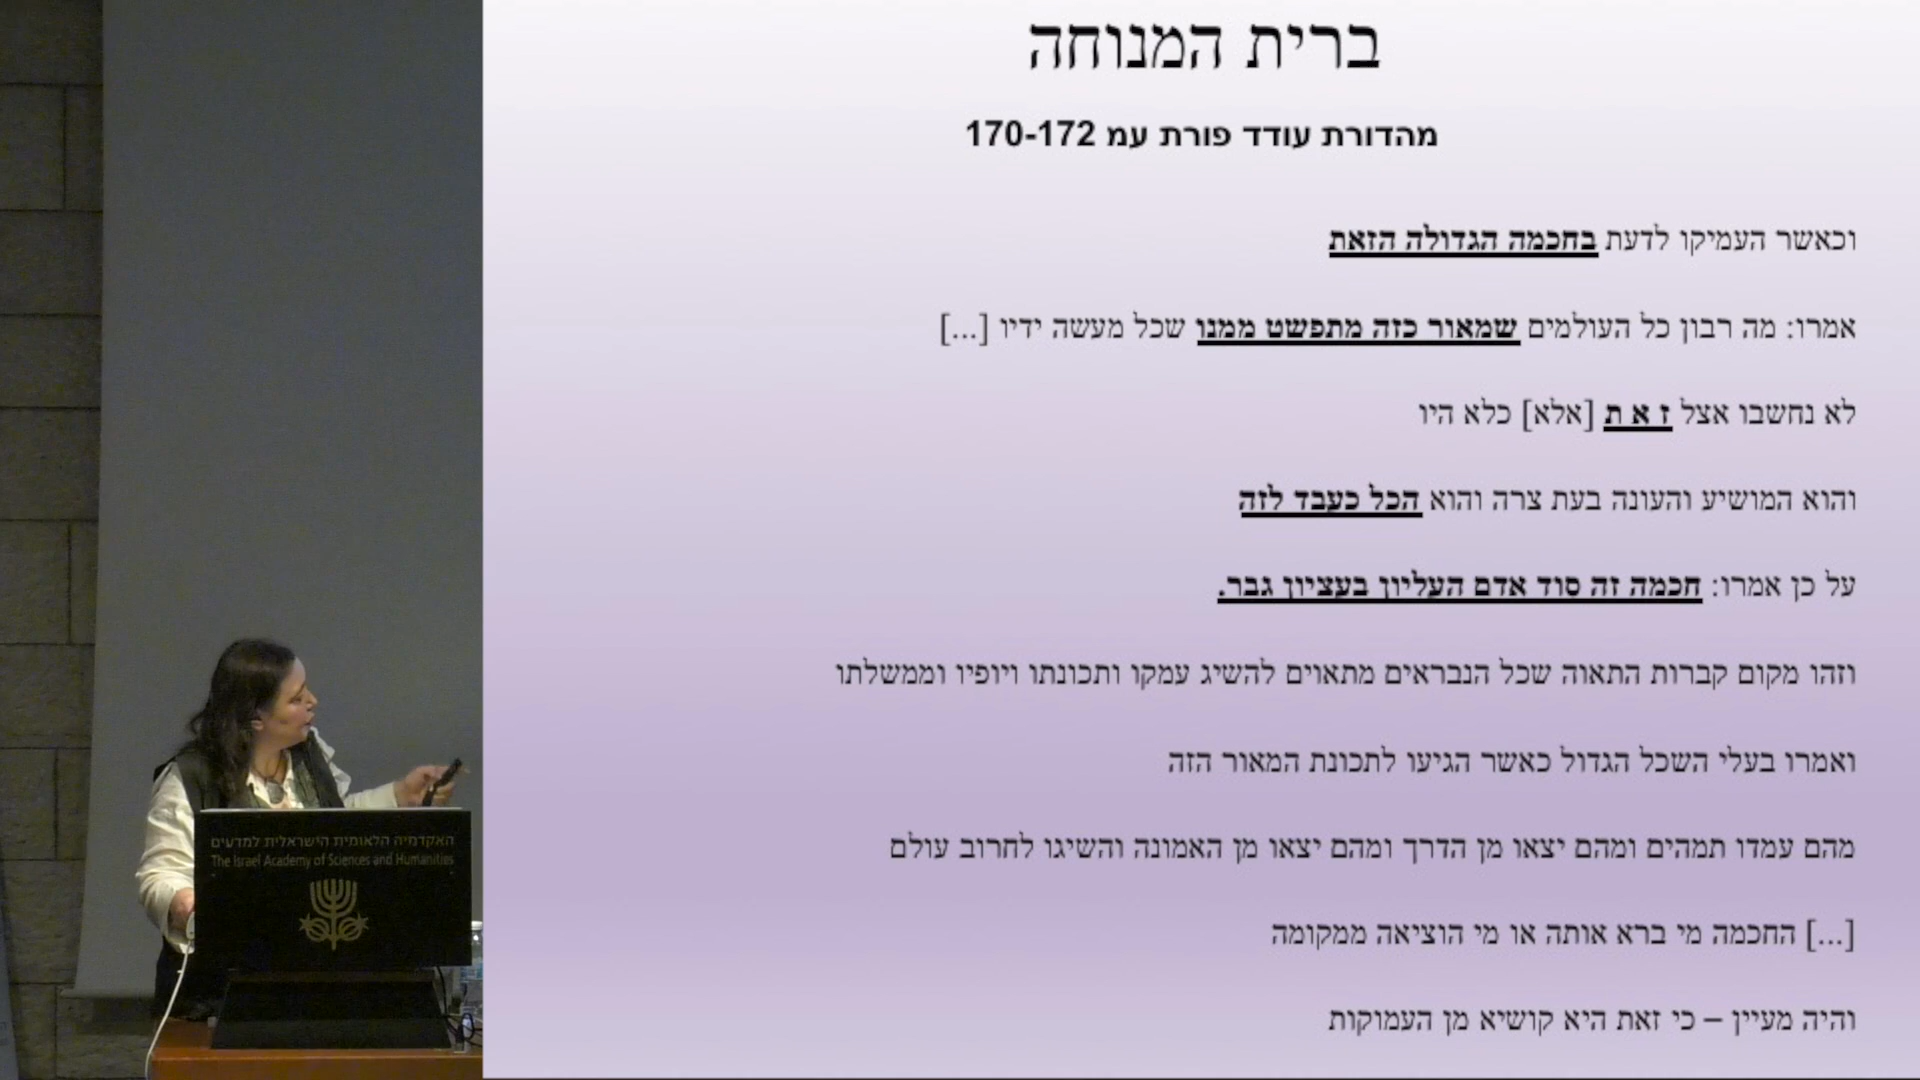 ברית המנוחה
מהדורת עודד פורת עמ 170-172
וכאשר העמיקו לדעת בחכמה הגדולה הזאת
אמרו: מה רבון כל העולמים שמאור כזה מתפשט ממנו שכל מעשה ידיו [...]
לא נחשבו אצל ז א ת [אלא] כלא היו
והוא המושיע והעונה בעת צרה והוא הכל כעבד לזה
על כן אמרו: חכמה זה סוד אדם העליון בעציון גבר.
וזהו מקום קברות התאוה שכל הנבראים מתאוים להשיג עמקו ותכונתו ויופיו וממשלתו
ואמרו בעלי השכל הגדול כאשר הגיעו לתכונת המאור הזה
מהם עמדו תמהים ומהם יצאו מן הדרך ומהם יצאו מן האמונה והשיגו לחרוב עולם
[...] החכמה מי ברא אותה או מי הוציאה ממקומה
והיה מעיין – כי זאת היא קושיא מן העמוקות
האקדמיה הלאומית הישראלית למדעים
The Israel Academy of Sciences and Humanities